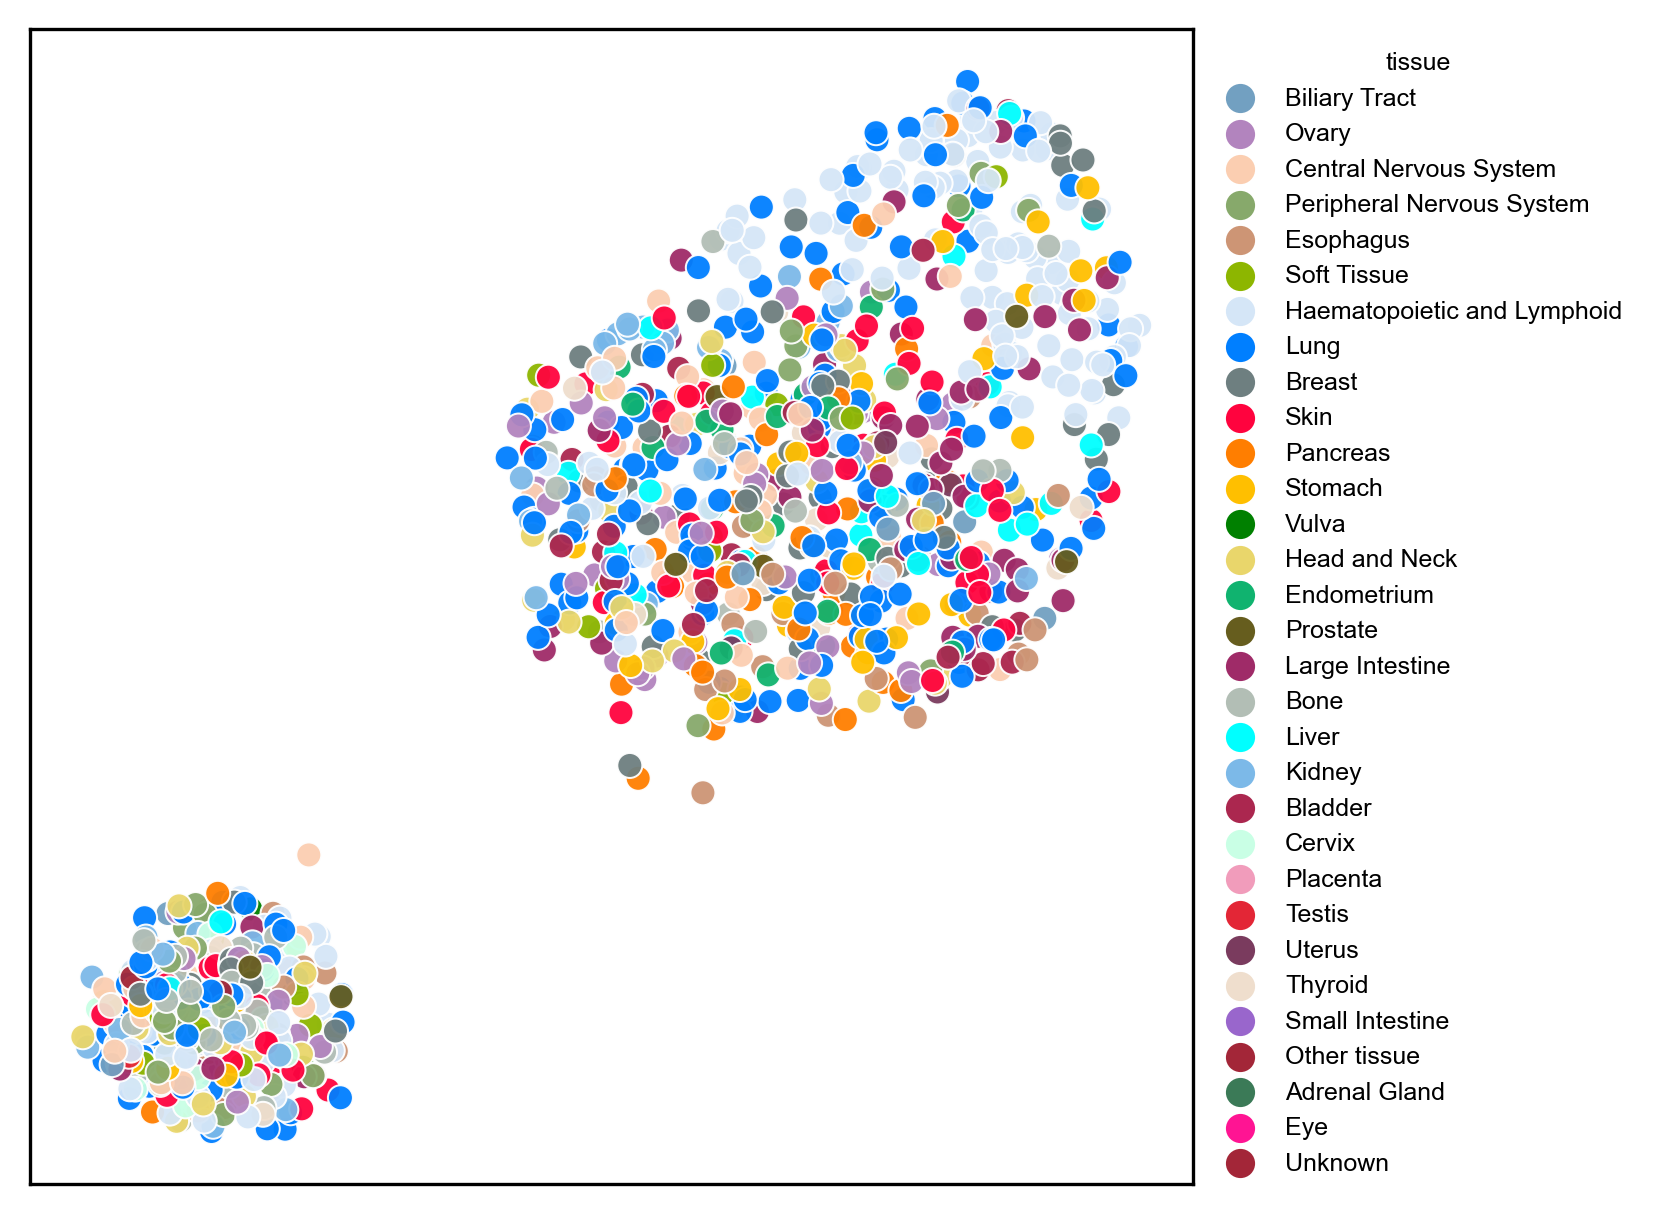 tissue
Biliary Tract
Ovary
Central Nervous System
Peripheral Nervous System
Esophagus
Soft Tissue
Haematopoietic and Lymphoid
Lung
Breast
Skin
Pancreas
Stomach
Vulva
Head and Neck
Endometrium
Prostate
Large Intestine
Bone
Liver
Kidney
Bladder
Cervix
Placenta
Testis
Uterus
Thyroid
Small Intestine
Other tissue
Adrenal Gland
Eye
Unknown